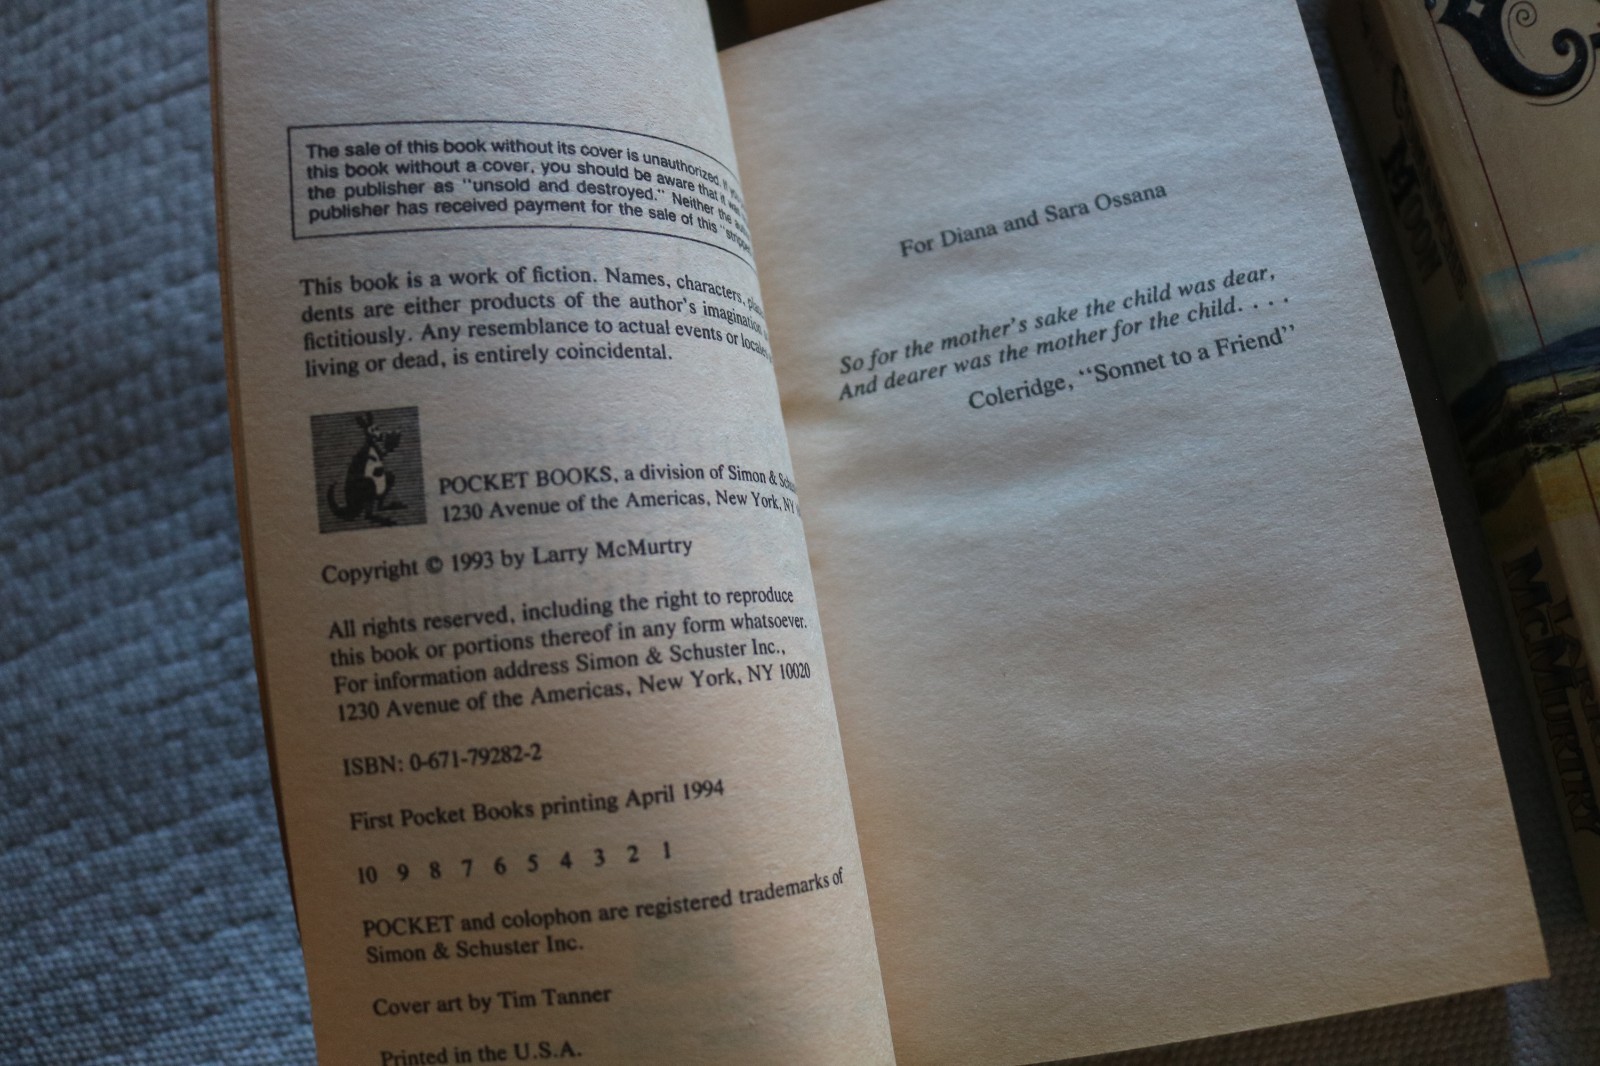 The sale of this book without its cover is unauthorized. If you
this book without a cover, you should be aware that it was
the publisher as "unsold and destroyed." Neither the
publisher has received payment for the sale of this "stripped
This book is a work of fiction. Names, characters,
dents are either products of the author's imagination
fictitiously. Any resemblance to actual events or locales
living or dead, is entirely coincidental.
POCKET BOOKS, a division of Simon &
1230 Avenue of the Americas, New York, NY
Copyright © 1993 by Larry McMurtry
All rights reserved, including the right to reproduce
this book or portions thereof in any form whatsoever.
For information address Simon & Schuster Inc.,
1230 Avenue of the Americas, New York, NY 10020
ISBN: 0-671-79282-2
First Pocket Books printing April 1994
10 9 8 7 6 5 4 3 2 1
POCKET and colophon are registered trademarks of
Simon & Schuster Inc.
Cover art by Tim Tanner
Printed in the U.S.A.
For Diana and Sara Ossana
So for the mother's sake the child was dear,
And dearer was the mother for the child. . . .
Coleridge, "Sonnet to a Friend"
MOON
LARRY
McMURTRY